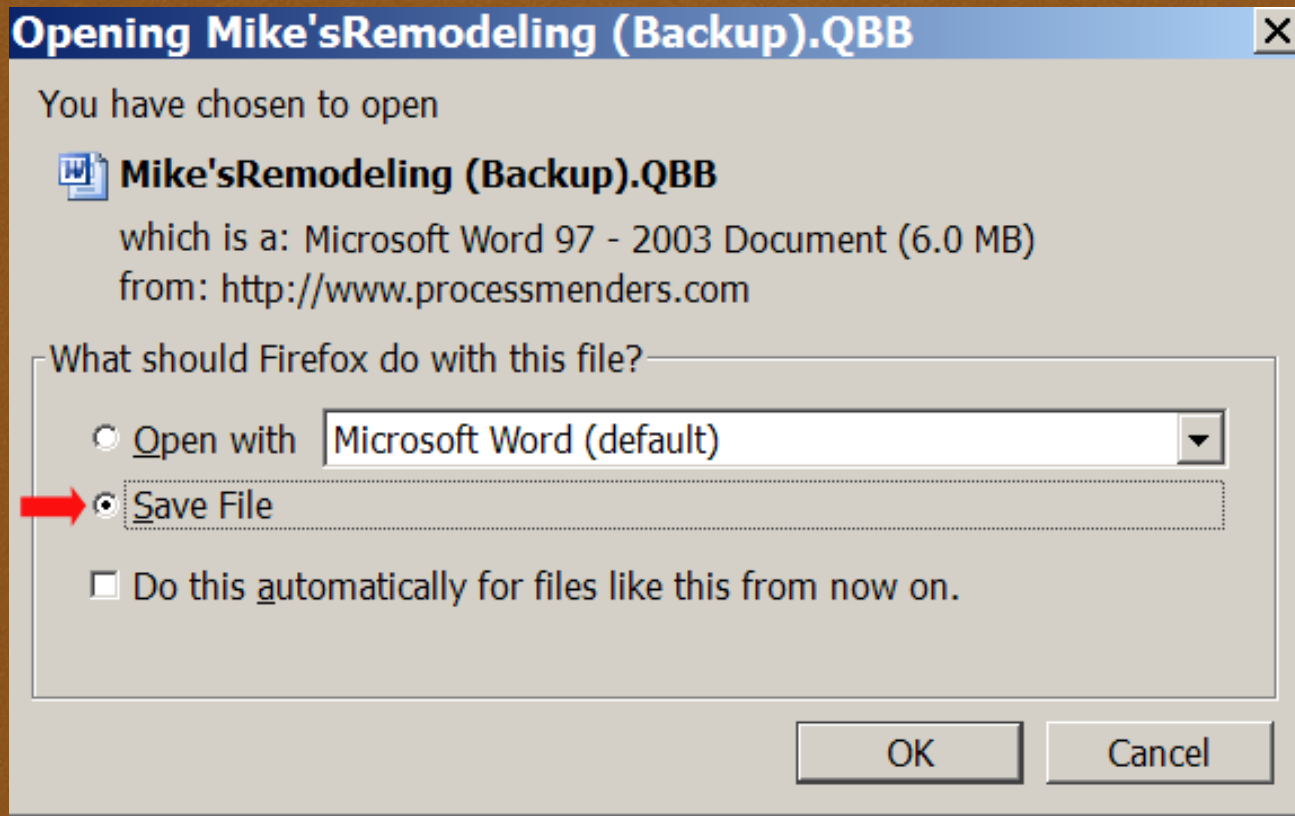 Opening Mike'sRemodeling (Backup).QBB
You have chosen to open
Mike'sRemodeling (Backup).QBB
which is a: Microsoft Word 97 - 2003 Document (6.0 MB)
from: http://www.processmenders.com
What should Firefox do with this file?
Open with Microsoft Word (default)
Save File
Do this automatically for files like this from now on.
OK Cancel